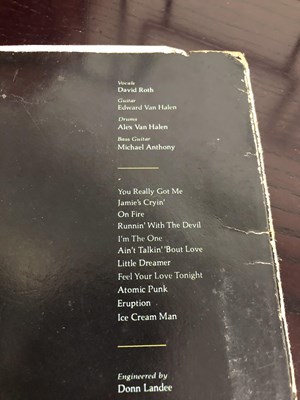 Vocals
David Roth
Guitar
Edward Van Halen
Drums
Alex Van Halen
Bass Guitar
Michael Anthony
You Really Got Me
Jamie's Cryin'
On Fire
Runnin' With The Devil
I'm The One
Ain't Talkin' 'Bout Love
Little Dreamer
Feel Your Love Tonight
Atomic Punk
Eruption
Ice Cream Man
Engineered by
Donn Landee